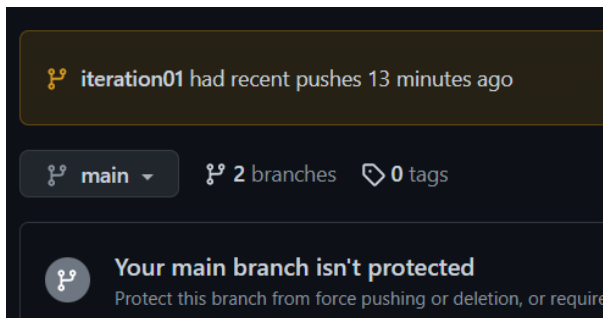 iteration01 had recent pushes 13 minutes ago
main 2 branches 0 tags
Your main branch isn't protected
Protect this branch from force pushing or deletion, or require